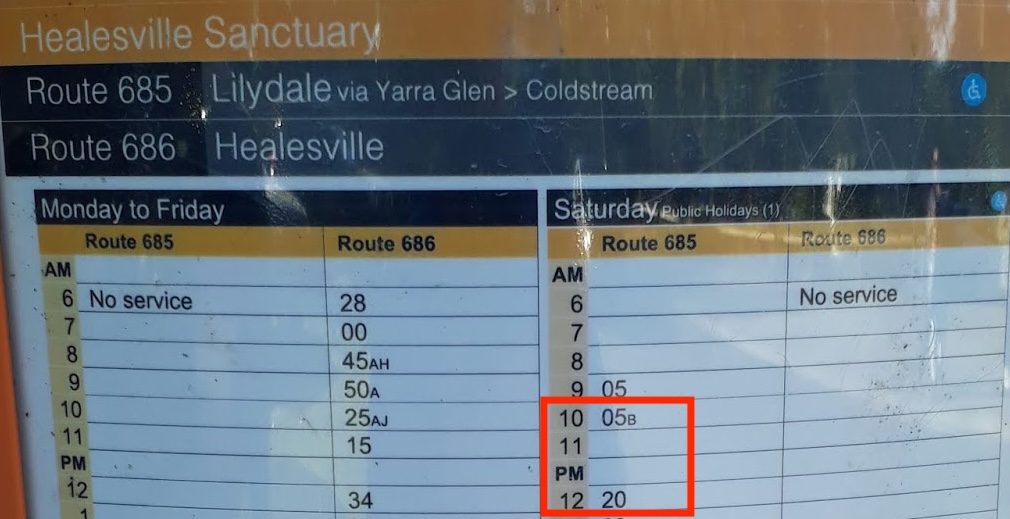 Healesville Sanctuary
Route 685 Lilydale via Yarra Glen > Coldstream
Route 686 Healesville
Monday to Friday Saturday Public Holidays (1)
Route 685 Route 686 Route 685 Route 686
AM AM
6 No service 28 6 No service
7 00 7
8 45AH 8
9 50A 9 05
10 25AJ 10 05B
11 15 11
PM PM
12 34 12 20
1